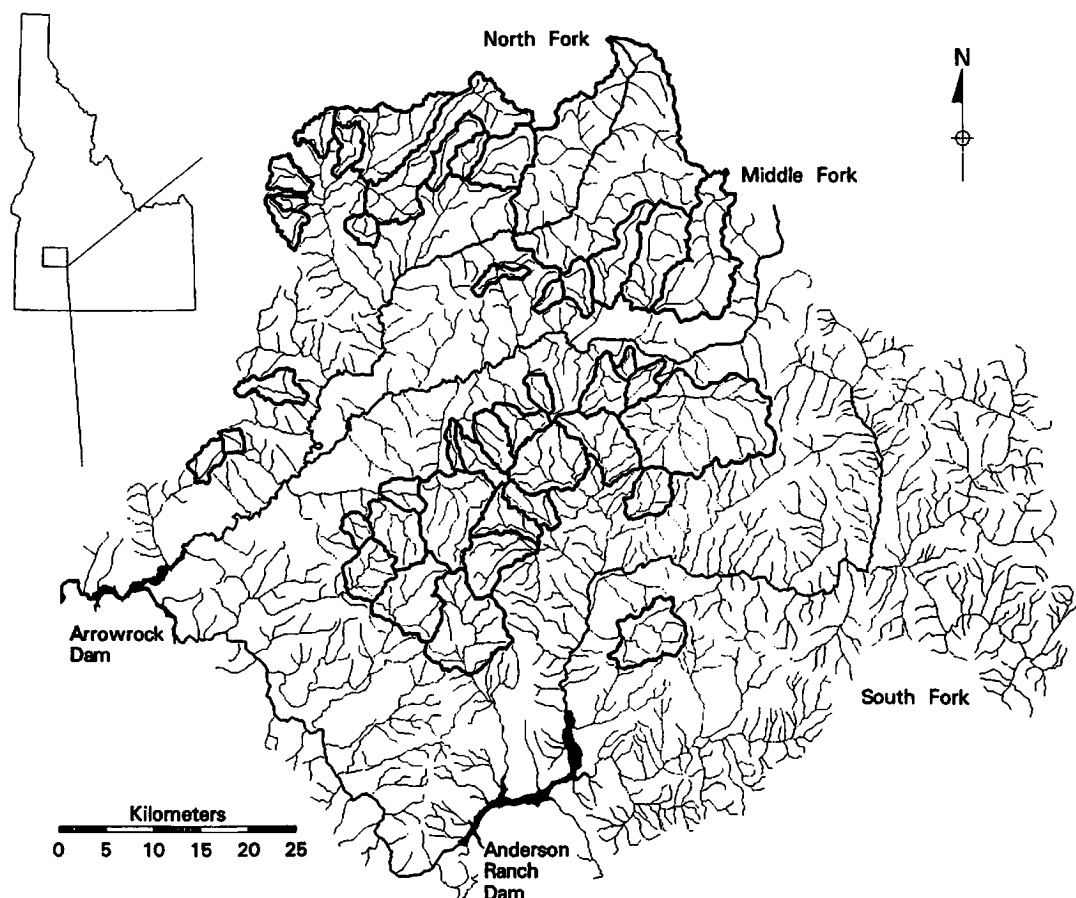 North Fork
N
Middle Fork
Arrowrock
Dam
South Fork
Kilometers
0 5 10 15 20 25
Anderson
Ranch
Dam